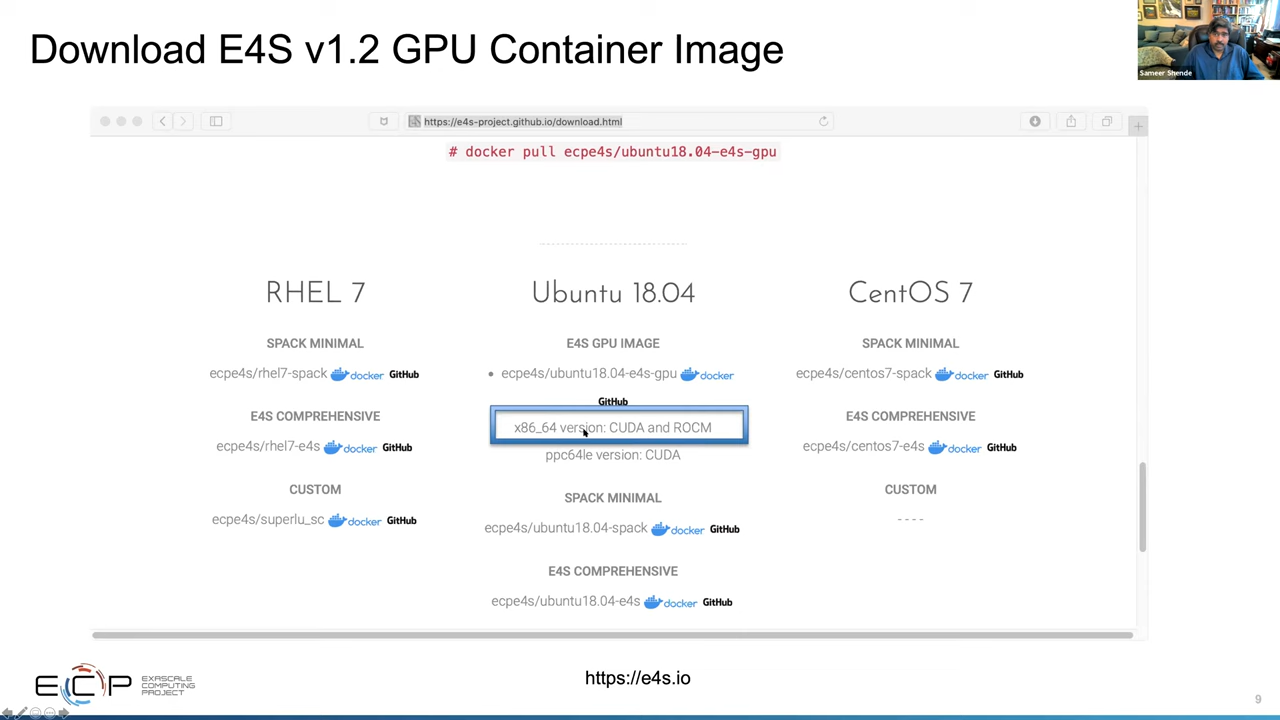 Download E4S v1.2 GPU Container Image
Sameer Shende
https://e4s-project.github.io/download.html
# docker pull ecpe4s/ubuntu18.04-e4s-gpu
RHEL 7
SPACK MINIMAL
ecpe4s/rhel7-spack docker GitHub
E4S COMPREHENSIVE
ecpe4s/rhel7-e4s docker GitHub
CUSTOM
ecpe4s/superlu_sc docker GitHub
Ubuntu 18.04
E4S GPU IMAGE
• ecpe4s/ubuntu18.04-e4s-gpu docker
GitHub
x86_64 version: CUDA and ROCM
ppc64le version: CUDA
SPACK MINIMAL
ecpe4s/ubuntu18.04-spack docker GitHub
E4S COMPREHENSIVE
ecpe4s/ubuntu18.04-e4s docker GitHub
CentOS 7
SPACK MINIMAL
ecpe4s/centos7-spack docker GitHub
E4S COMPREHENSIVE
ecpe4s/centos7-e4s docker GitHub
CUSTOM
----
ECP EXASCALE
COMPUTING
PROJECT
https://e4s.io
9